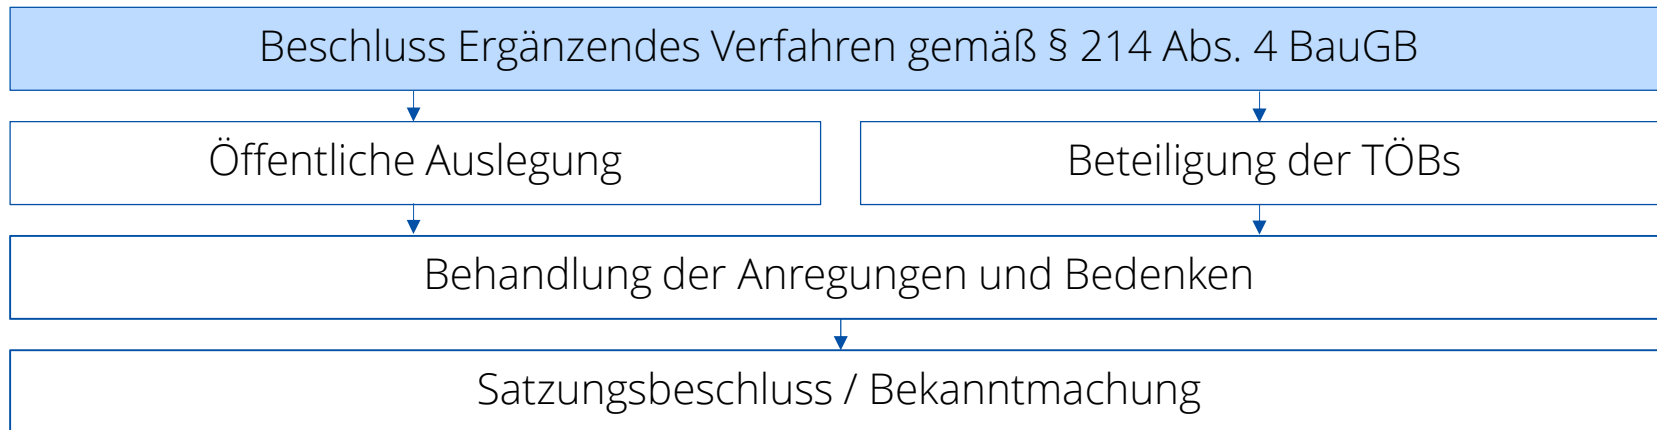 Beschluss Ergänzendes Verfahren gemäß § 214 Abs. 4 BauGB
Öffentliche Auslegung
Beteiligung der TÖBs
Behandlung der Anregungen und Bedenken
Satzungsbeschluss / Bekanntmachung